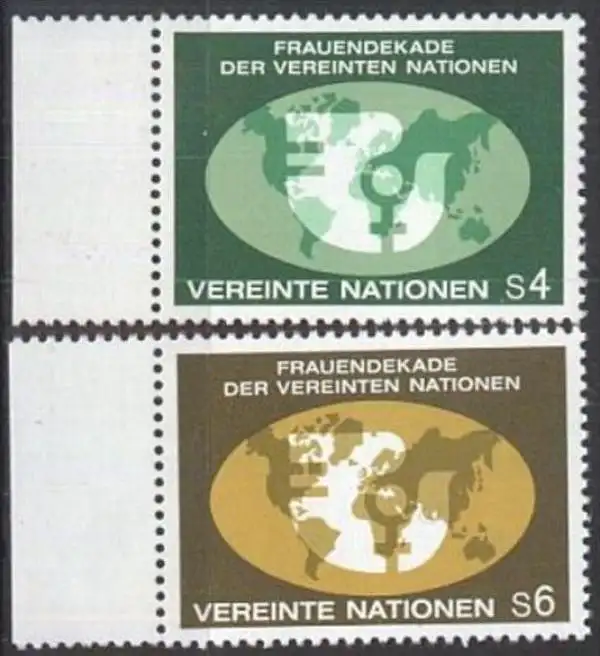 FRAUENDEKADE
DER VEREINTEN NATIONEN
VEREINTE NATIONEN S4
FRAUENDEKADE
DER VEREINTEN NATIONEN
VEREINTE NATIONEN S6